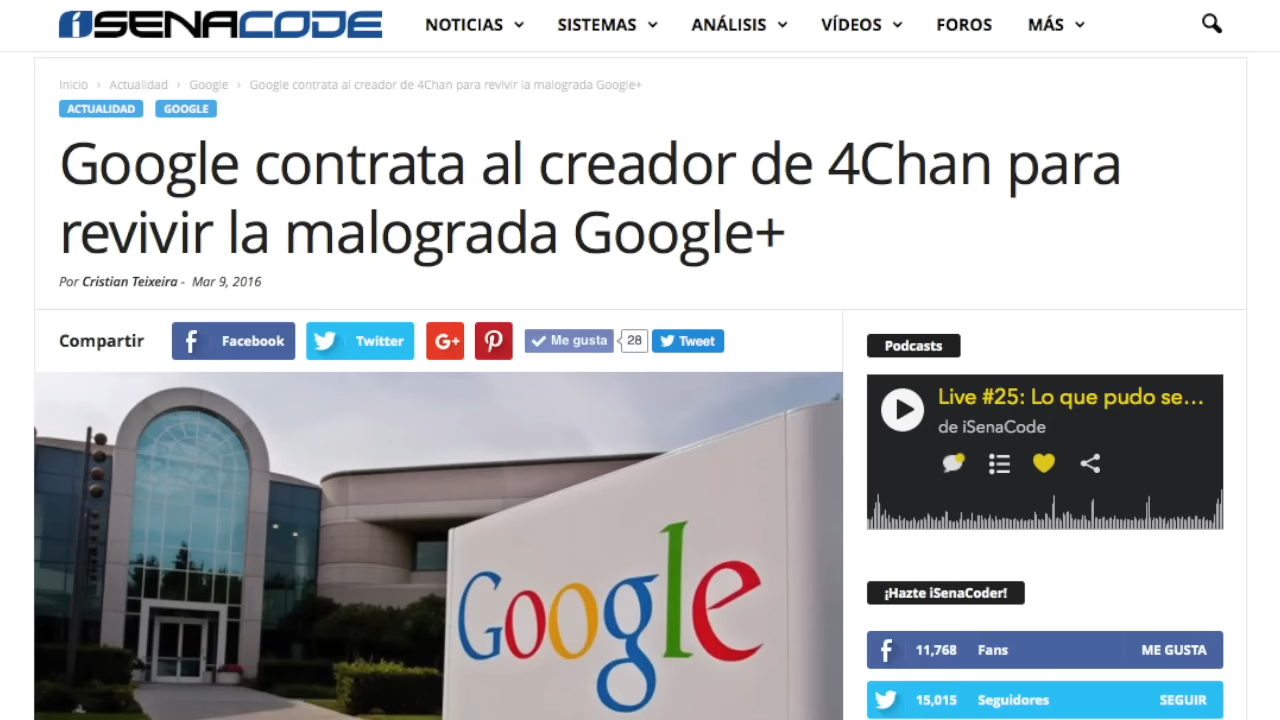 iSENACODE NOTICIAS SISTEMAS ANÁLISIS VÍDEOS FOROS MÁS
Inicio › Actualidad › Google › Google contrata al creador de 4Chan para revivir la malograda Google+
ACTUALIDAD GOOGLE
Google contrata al creador de 4Chan para
revivir la malograda Google+
Por Cristian Teixeira - Mar 9, 2016
Compartir Facebook Twitter G+ Me gusta 28 Tweet
Google
Podcasts
Live #25: Lo que pudo se...
de iSenaCode
¡Hazte iSenaCoder!
11,768 Fans ME GUSTA
15,015 Seguidores SEGUIR